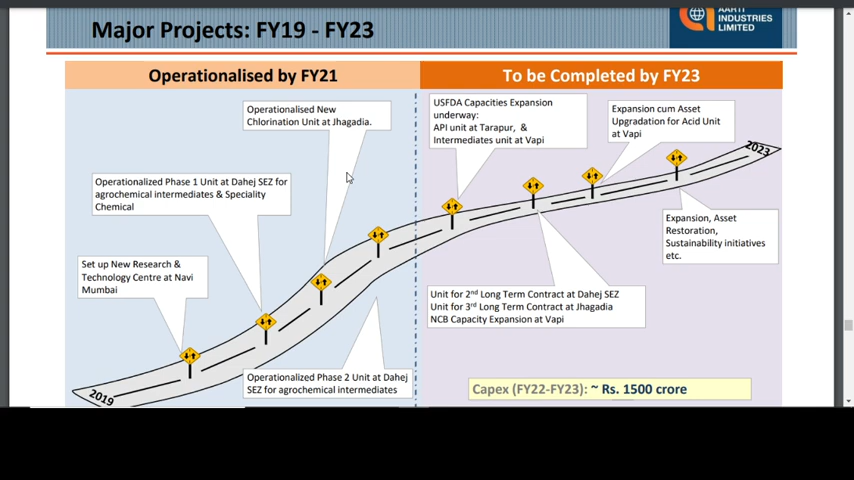 Major Projects: FY19 - FY23
AARTI
INDUSTRIES
LIMITED
Operationalised by FY21
To be Completed by FY23
Operationalised New
Chlorination Unit at Jhagadia.
USFDA Capacities Expansion
underway:
API unit at Tarapur, &
Intermediates unit at Vapi
Expansion cum Asset
Upgradation for Acid Unit
at Vapi
2023
Operationalized Phase 1 Unit at Dahej SEZ for
agrochemical intermediates & Speciality
Chemical
Expansion, Asset
Restoration,
Sustainability initiatives
etc.
Set up New Research &
Technology Centre at Navi
Mumbai
Unit for 2nd Long Term Contract at Dahej SEZ
Unit for 3rd Long Term Contract at Jhagadia
NCB Capacity Expansion at Vapi
Operationalized Phase 2 Unit at Dahej
SEZ for agrochemical intermediates
Capex (FY22-FY23): ~ Rs. 1500 crore
2019